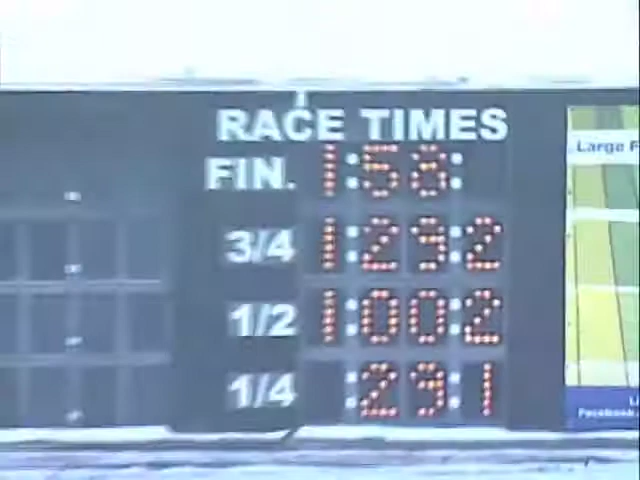 RACE TIMES
FIN. 1:58:
3/4 1:29:2
1/2 1:00:2
1/4 :29:1
Large F
Facebook